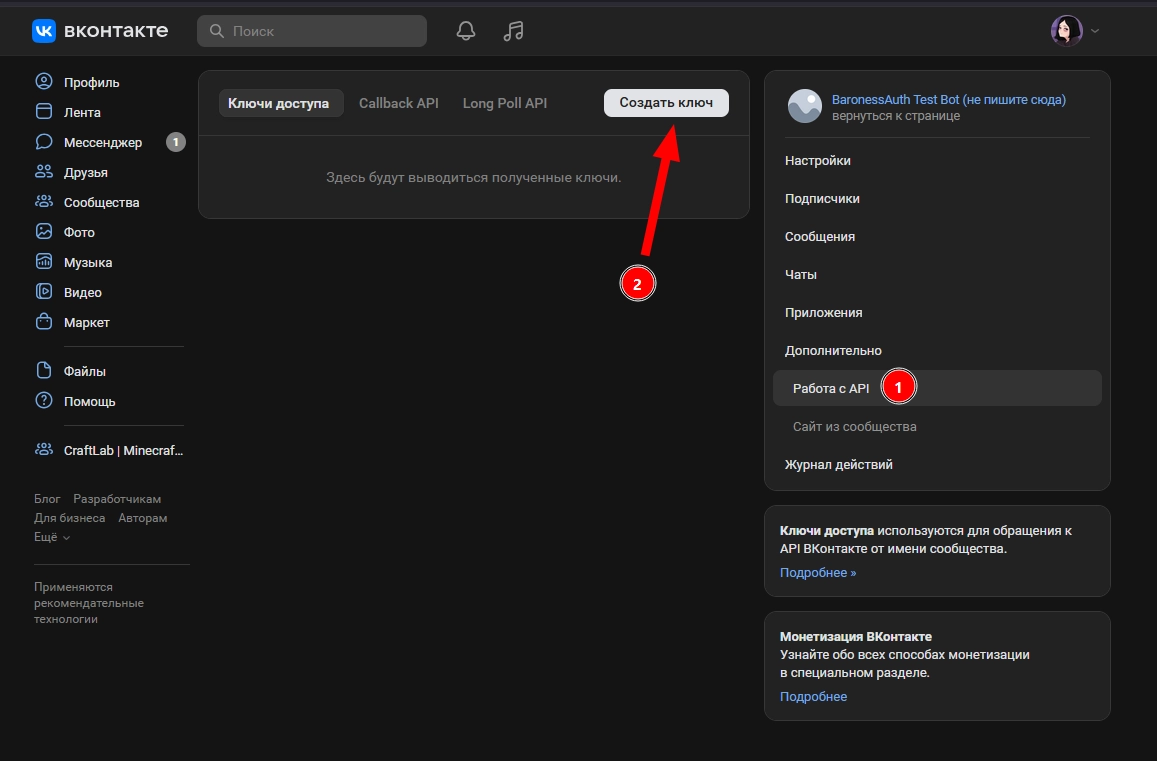 вконтакте
Поиск
Профиль
Лента
Мессенджер 1
Друзья
Сообщества
Фото
Музыка
Видео
Маркет
Файлы
Помощь
CraftLab | Minecraf...
Блог Разработчикам
Для бизнеса Авторам
Ещё
Применяются
рекомендательные
технологии
Ключи доступа Callback API Long Poll API Создать ключ
Здесь будут выводиться полученные ключи.
2
BaronessAuth Test Bot (не пишите сюда)
вернуться к странице
Настройки
Подписчики
Сообщения
Чаты
Приложения
Дополнительно
Работа с API 1
Сайт из сообщества
Журнал действий
Ключи доступа используются для обращения к
API ВКонтакте от имени сообщества.
Подробнее »
Монетизация ВКонтакте
Узнайте обо всех способах монетизации
в специальном разделе.
Подробнее